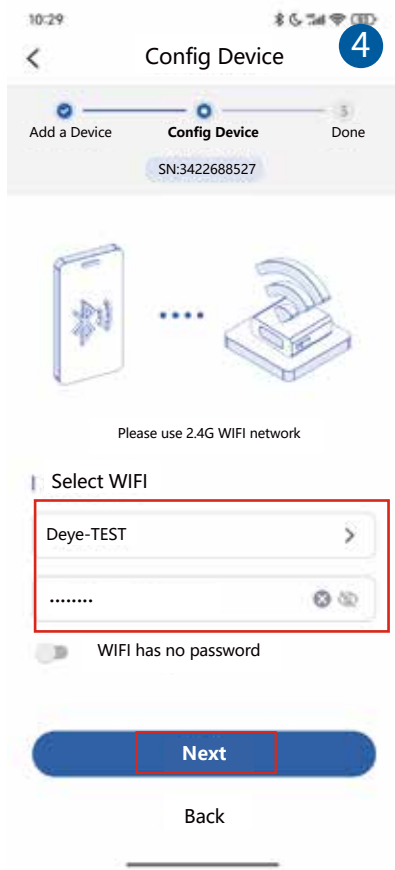 10:29
4
Config Device
3
Add a Device Config Device Done
SN:3422688527
Please use 2.4G WIFI network
Select WIFI
Deye-TEST
••••••••
WIFI has no password
Next
Back